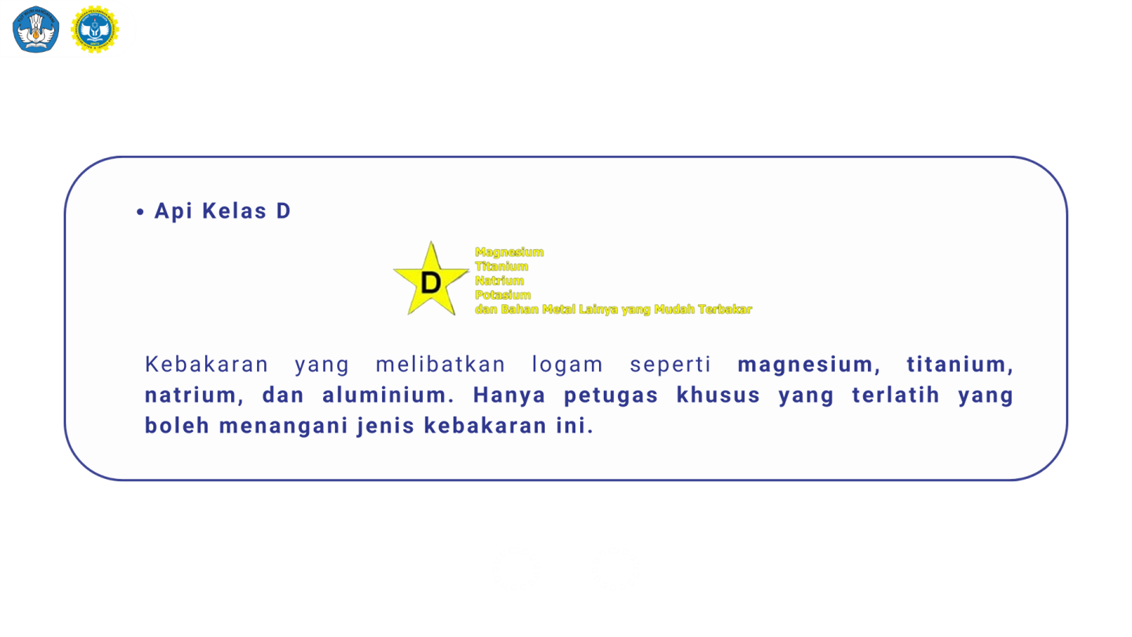 • Api Kelas D
D
Magnesium
Titanium
Natrium
Potasium
dan Bahan Metal Lainya yang Mudah Terbakar
Kebakaran yang melibatkan logam seperti magnesium, titanium,
natrium, dan aluminium. Hanya petugas khusus yang terlatih yang
boleh menangani jenis kebakaran ini.